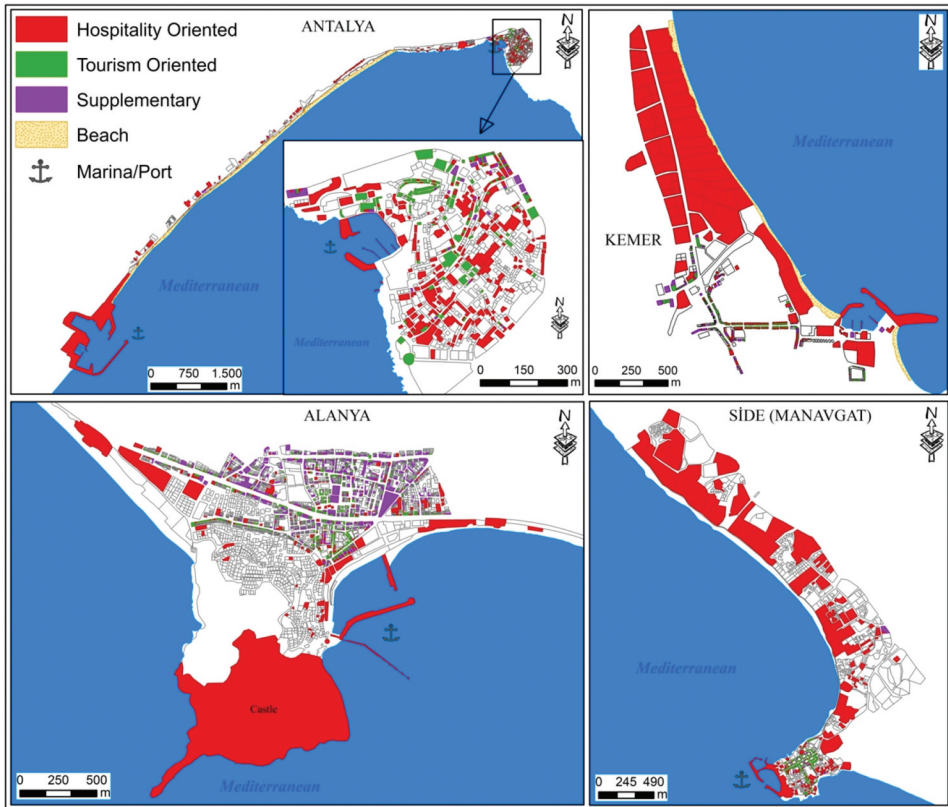 Hospitality Oriented
Tourism Oriented
Supplementary
Beach
Marina/Port
ANTALYA
N
Mediterranean
0 750 1.500
m
Mediterranean
N
0 150 300
m
N
Mediterranean
KEMER
0 250 500
m
ALANYA
N
Castle
0 250 500
m
Mediterranean
SİDE (MANAVGAT)
N
Mediterranean
0 245 490
m